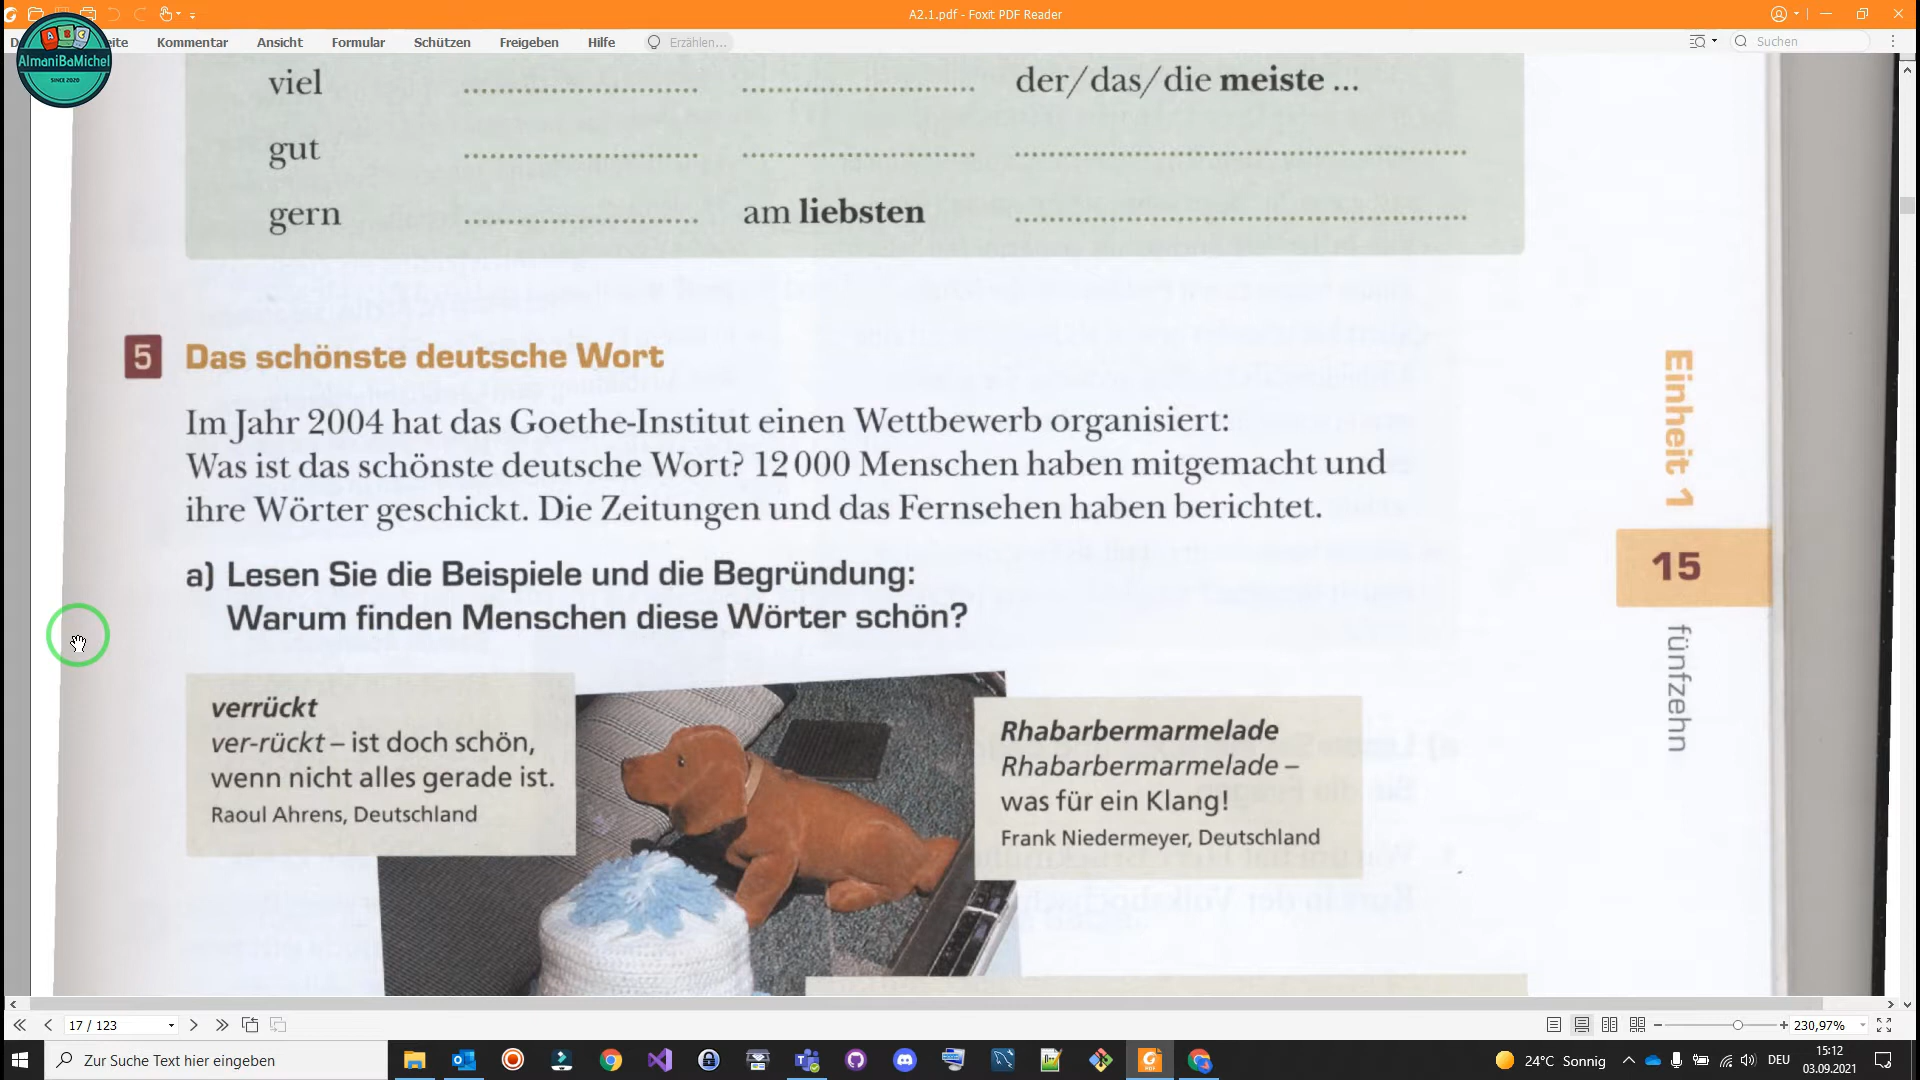 A2.1.pdf - Foxit PDF Reader
Kommentar Ansicht Formular Schützen Freigeben Hilfe Erzählen... Suchen
ABC
AlmaniBaMichel
SINCE 2020
viel der/das/die meiste ...
gut
gern am liebsten
5 Das schönste deutsche Wort
Im Jahr 2004 hat das Goethe-Institut einen Wettbewerb organisiert:
Was ist das schönste deutsche Wort? 12 000 Menschen haben mitgemacht und
ihre Wörter geschickt. Die Zeitungen und das Fernsehen haben berichtet.
a) Lesen Sie die Beispiele und die Begründung:
Warum finden Menschen diese Wörter schön?
verrückt
ver-rückt – ist doch schön,
wenn nicht alles gerade ist.
Raoul Ahrens, Deutschland
Rhabarbermarmelade
Rhabarbermarmelade –
was für ein Klang!
Frank Niedermeyer, Deutschland
Einheit 1
15
fünfzehn
17 / 123
230,97%
Zur Suche Text hier eingeben
24°C Sonnig
DEU
15:12
03.09.2021